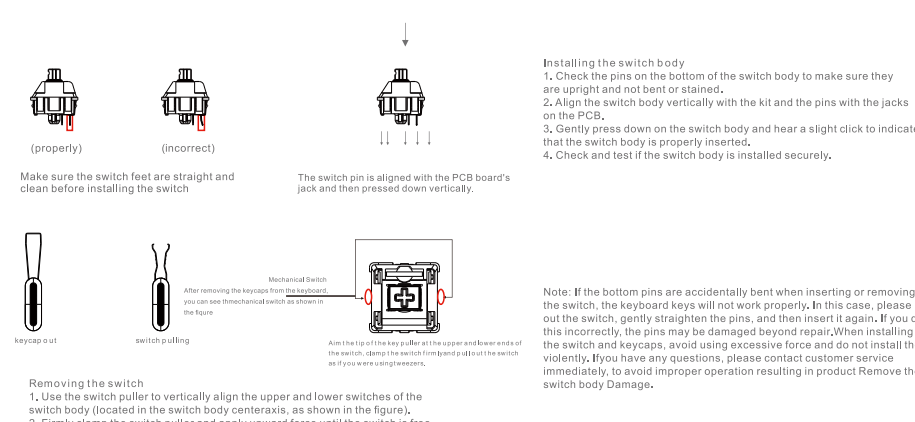 (properly)
(incorrect)
Make sure the switch feet are straight and
clean before installing the switch
The switch pin is aligned with the PCB board's
jack and then pressed down vertically.
Installing the switch body
1. Check the pins on the bottom of the switch body to make sure they
are upright and not bent or stained.
2. Align the switch body vertically with the kit and the pins with the jacks
on the PCB.
3. Gently press down on the switch body and hear a slight click to indicate
that the switch body is properly inserted.
4. Check and test if the switch body is installed securely.
keycap out
switch pulling
Mechanical Switch
After removing the keycaps from the keyboard,
you can see thmechanical switch as shown in
the figure
Aim the tip of the key puller at the upper and lower ends of
the switch, clamp the switch firmly and pull out the switch
as if you were using tweezers.
Note: If the bottom pins are accidentally bent when inserting or removing
the switch, the keyboard keys will not work properly. In this case, please
out the switch, gently straighten the pins, and then insert it again. If you
this incorrectly, the pins may be damaged beyond repair.When installing
the switch and keycaps, avoid using excessive force and do not install
violently. Ifyou have any questions, please contact customer service
immediately, to avoid improper operation resulting in product Remove
switch body Damage.
Removing the switch
1. Use the switch puller to vertically align the upper and lower switches of the
switch body (located in the switch body centeraxis, as shown in the figure).
2. Firmly clamp the switch puller and apply upward force until the switch is free